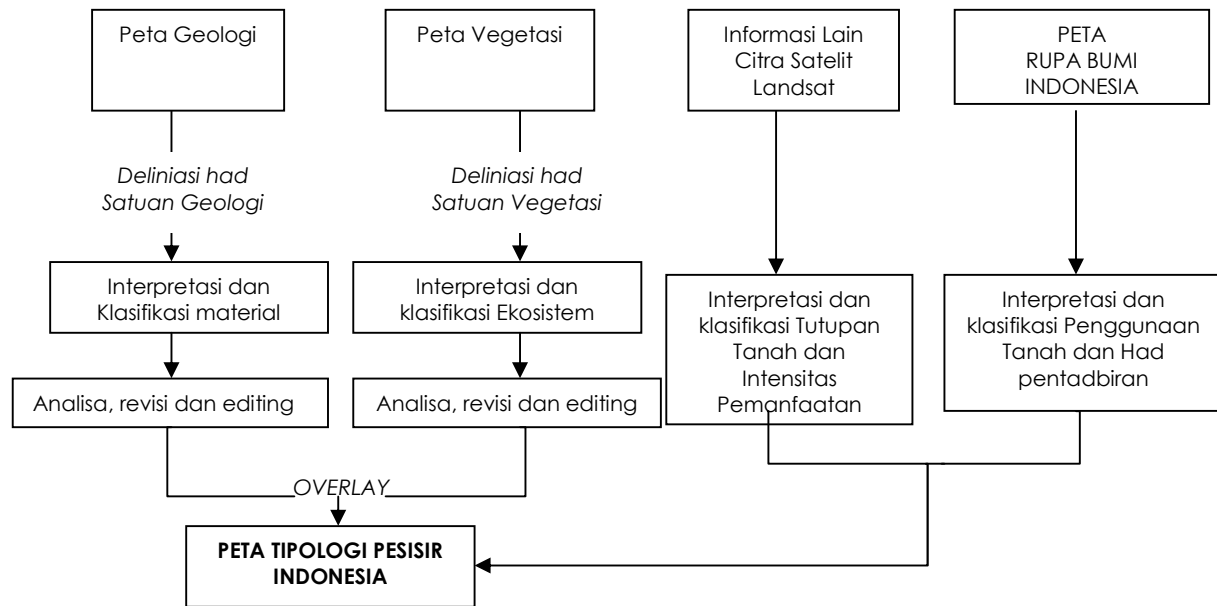 Peta Geologi
Peta Vegetasi
Informasi Lain
Citra Satelit
Landsat
PETA
RUPA BUMI
INDONESIA
Deliniasi had
Satuan Geologi
Deliniasi had
Satuan Vegetasi
Interpretasi dan
Klasifikasi material
Interpretasi dan
klasifikasi Ekosistem
Interpretasi dan
klasifikasi Tutupan
Tanah dan
Intensitas
Pemanfaatan
Interpretasi dan
klasifikasi Penggunaan
Tanah dan Had
pentadbiran
Analisa, revisi dan editing
Analisa, revisi dan editing
OVERLAY
PETA TIPOLOGI PESISIR
INDONESIA